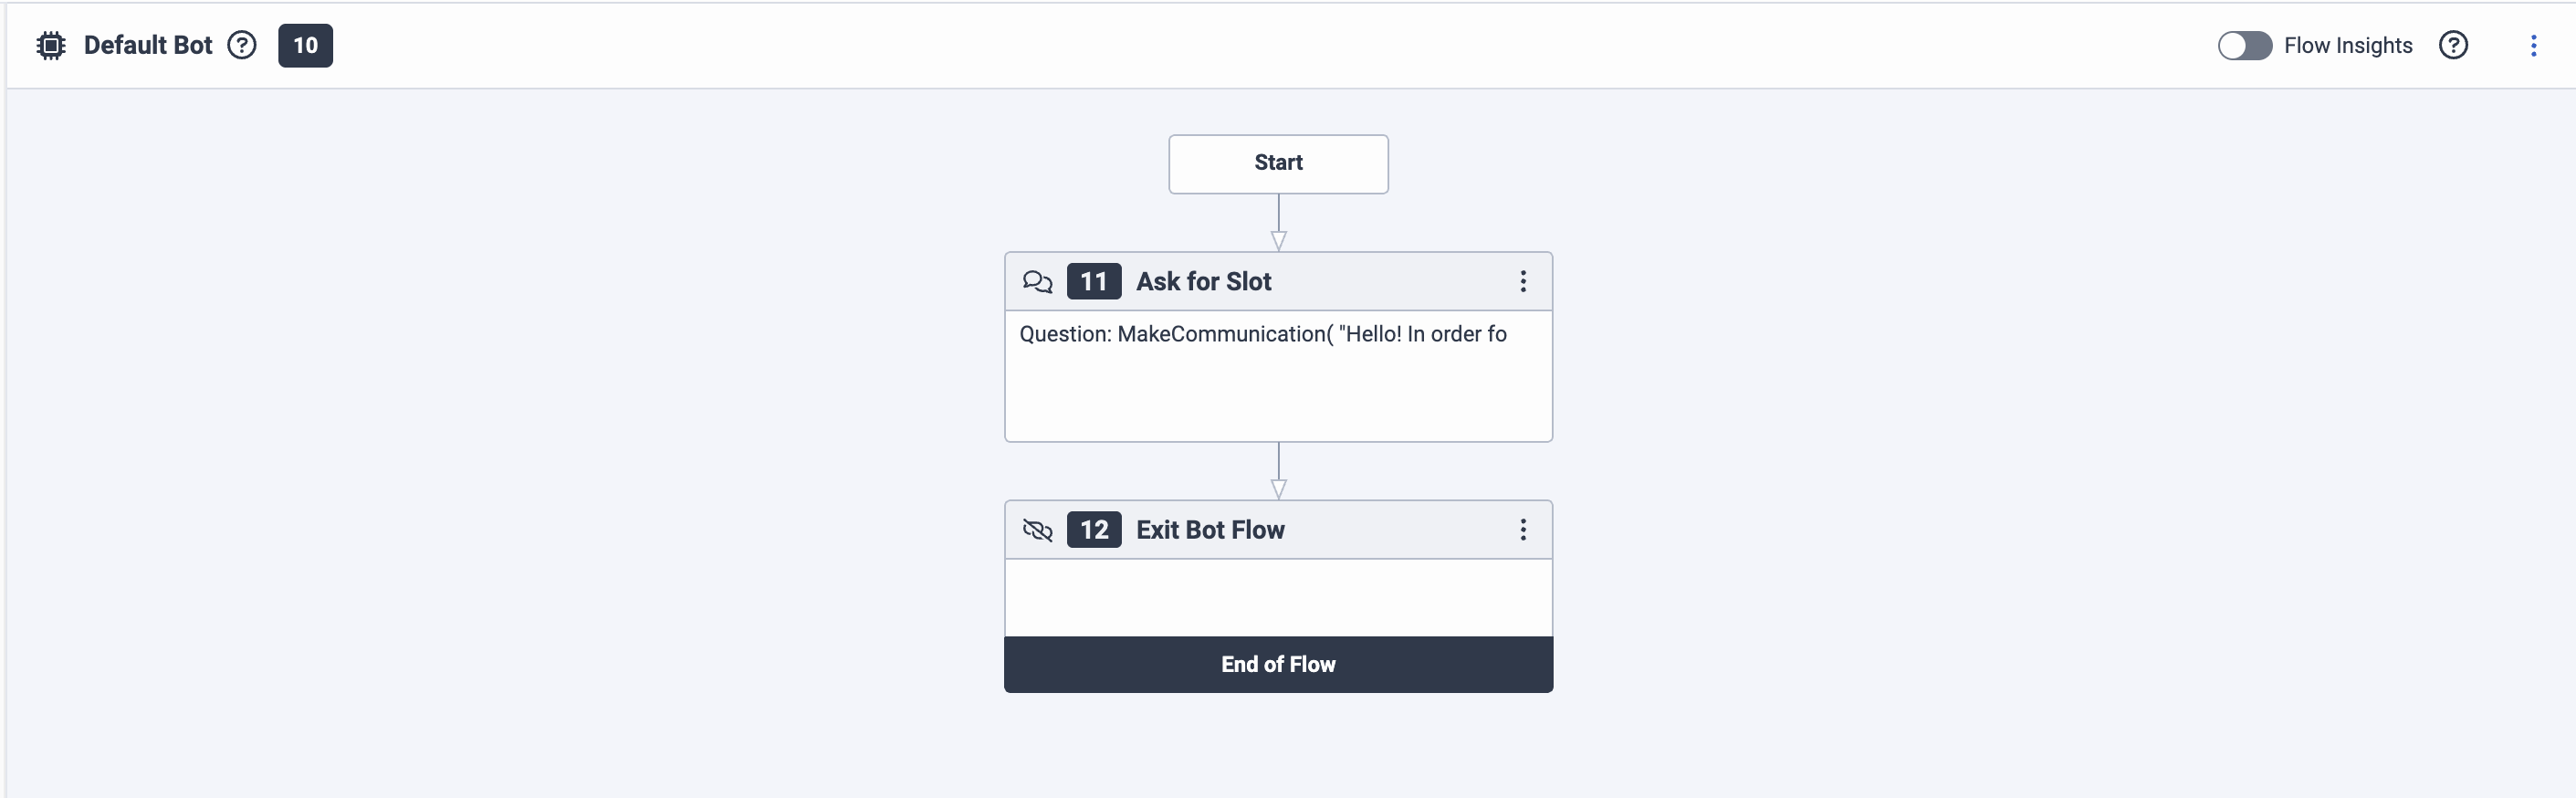 Default Bot ? 10
Flow Insights ?
Start
11 Ask for Slot
Question: MakeCommunication( "Hello! In order fo
12 Exit Bot Flow
End of Flow